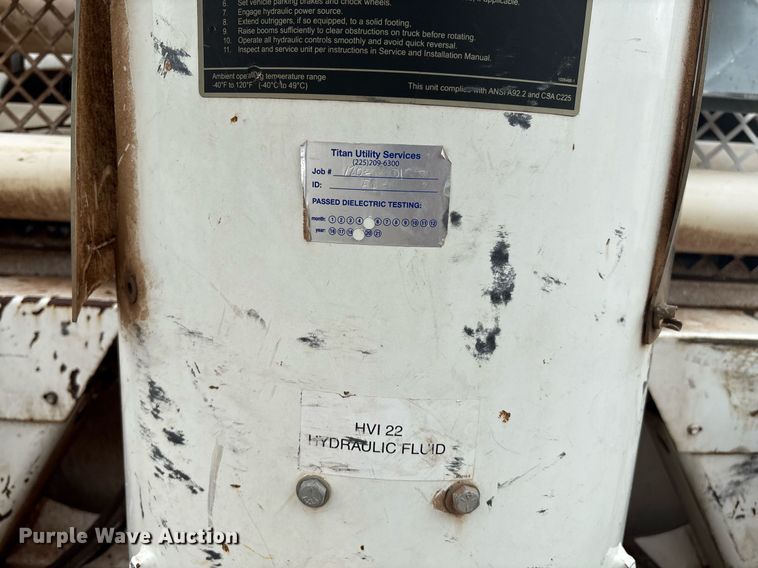 6. Set vehicle parking brakes and chock wheels.
applicable.
7. Engage hydraulic power source.
8. Extend outriggers, if so equipped, to a solid footing,
9. Raise booms sufficiently to clear obstructions on truck before rotating.
10. Operate all hydraulic controls smoothly and avoid quick reversal.
11. Inspect and service unit per instructions in Service and Installation Manual.
Ambient operating temperature range
-40°F to 120°F (-40°C to 49°C)
This unit complies with ANSI A92.2 and CSA C225
Titan Utility Services
(225)209-6300
Job #
ID:
PASSED DIELECTRIC TESTING:
month: 1 2 3 4 6 7 8 9 10 11 12
year: 16 17 18 20 21
HVI 22
HYDRAULIC FLUID
Purple Wave Auction